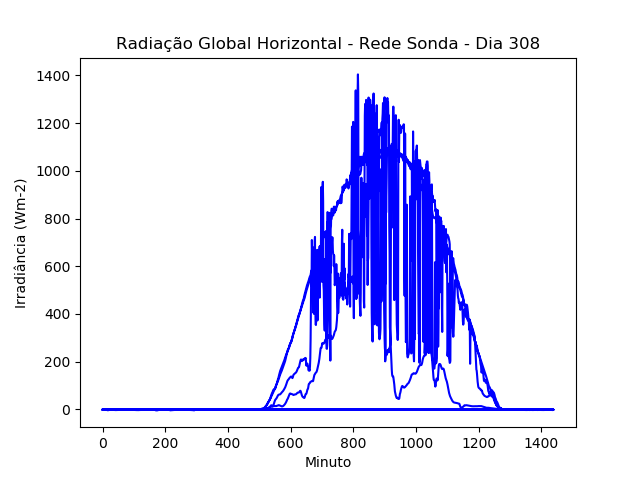 Radiação Global Horizontal - Rede Sonda - Dia 308
Irradiância (Wm-2)
1400
1200
1000
800
600
400
200
0
0 200 400 600 800 1000 1200 1400
Minuto